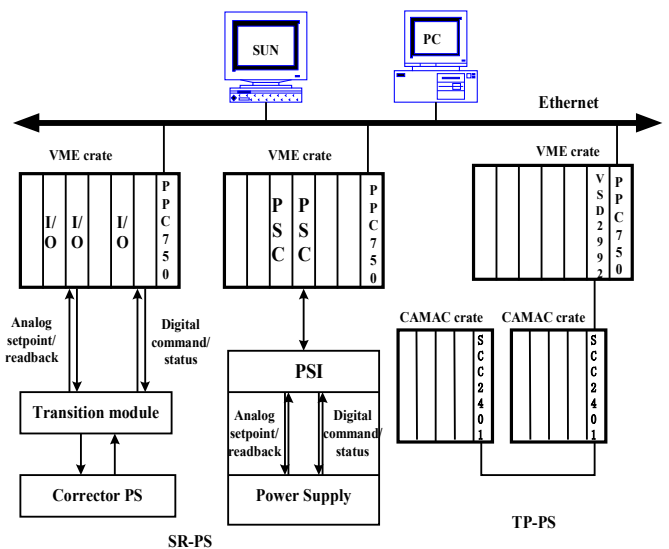 SUN
PC
Ethernet
VME crate
VME crate
VME crate
I/
O
I/
O
I/
O
PPC750
PSC
PSC
PPC750
VSD2992
PPC750
Analog
setpoint/
readback
Digital
command/
status
CAMAC crate
CAMAC crate
SCC2401
SCC2401
PSI
Transition module
Analog
setpoint/
readback
Digital
command/
status
Corrector PS
Power Supply
TP-PS
SR-PS